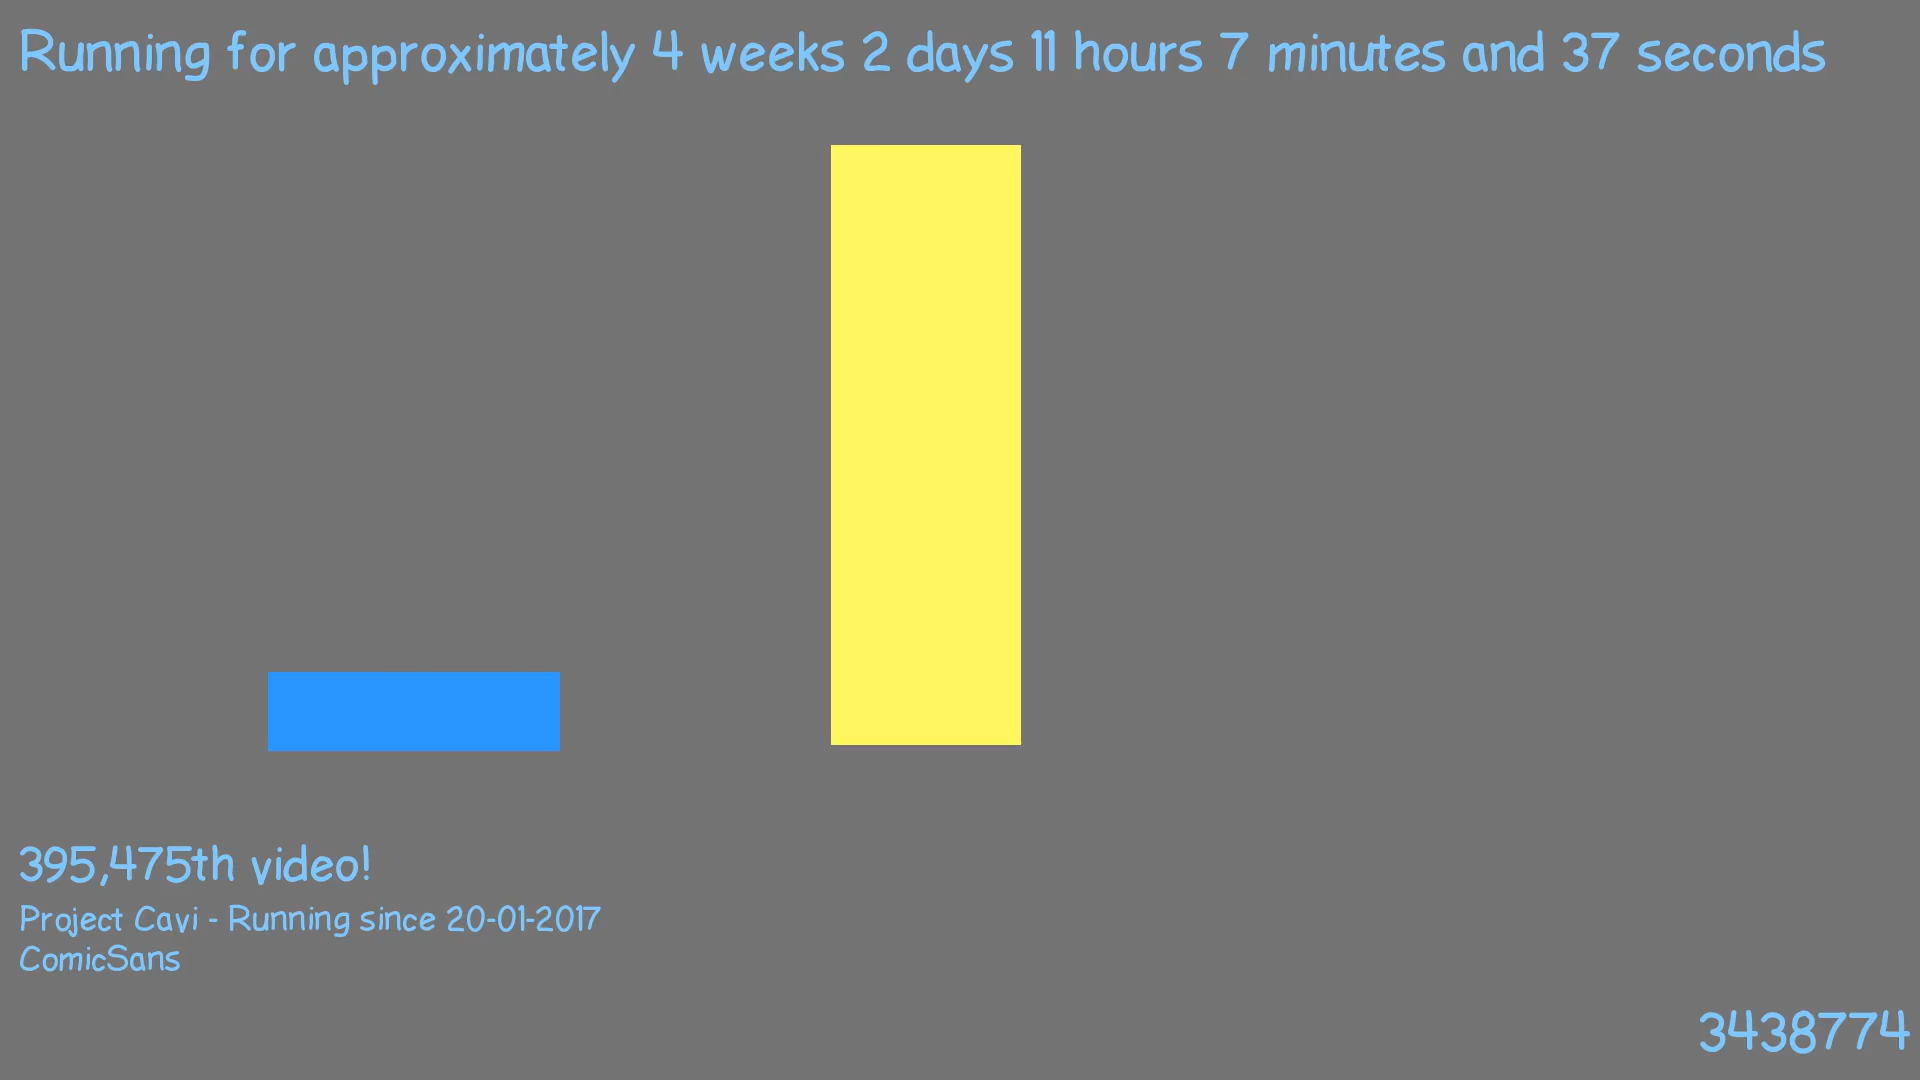 Running for approximately 4 weeks 2 days 11 hours 7 minutes and 37 seconds
395,475th video!
Project Cavi - Running since 20-01-2017
ComicSans
3438774